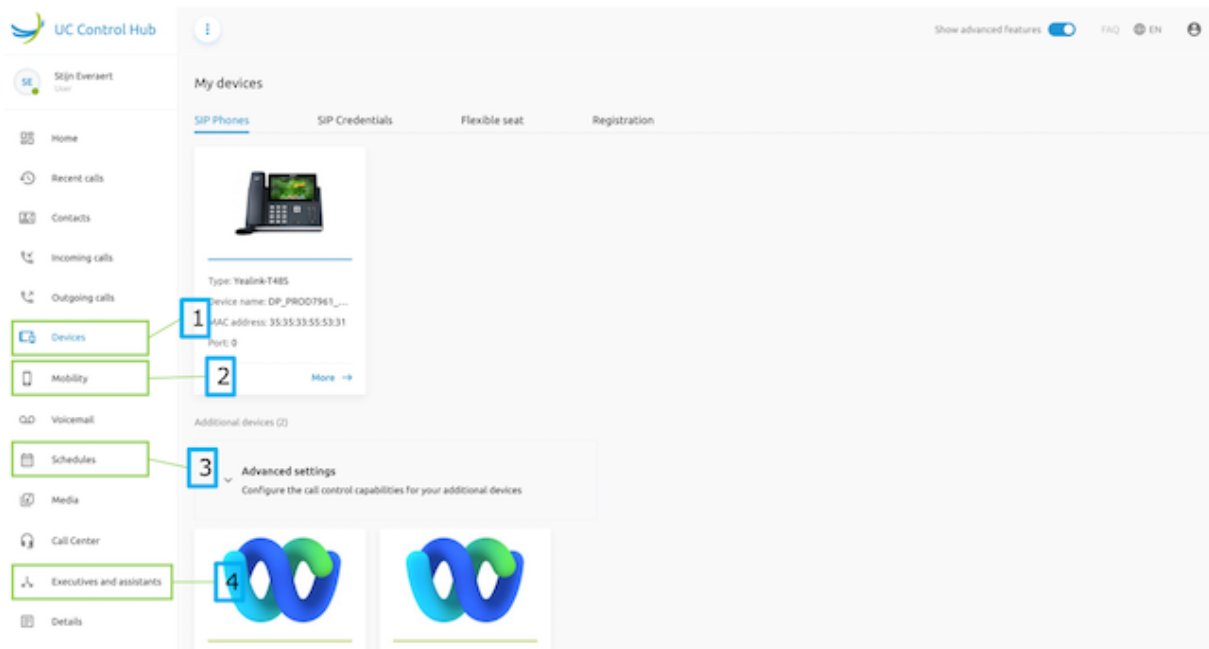 UC Control Hub
Show advanced features
FAQ
EN
SE
Stijn Everaert
User
My devices
SIP Phones
SIP Credentials
Flexible seat
Registration
Home
Recent calls
Contacts
Incoming calls
Outgoing calls
Devices
Mobility
Voicemail
Schedules
Media
Call Center
Executives and assistants
Details
Type: Yealink-T48S
Device name: DP_PROD7961_...
MAC address: 35:35:33:55:53:31
Port: 0
More →
1
2
3
4
Additional devices (2)
Advanced settings
Configure the call control capabilities for your additional devices